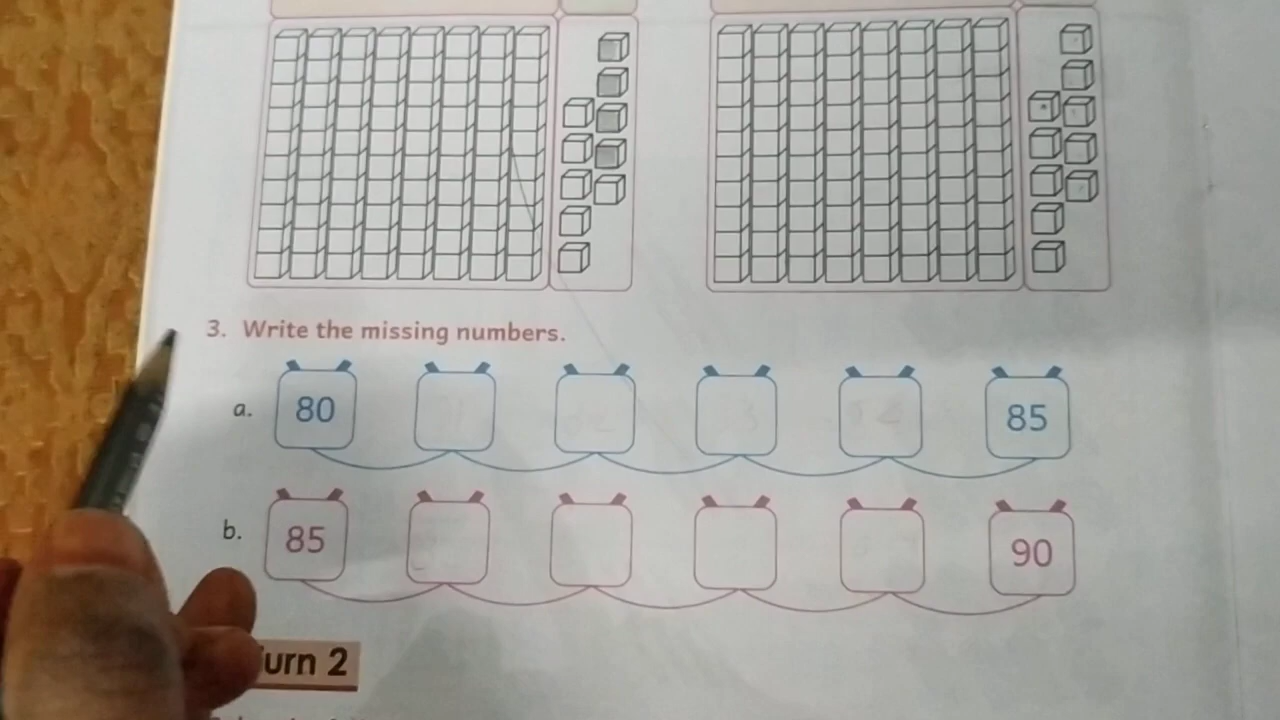 3. Write the missing numbers.
a. 80 85
b. 85 90
urn 2